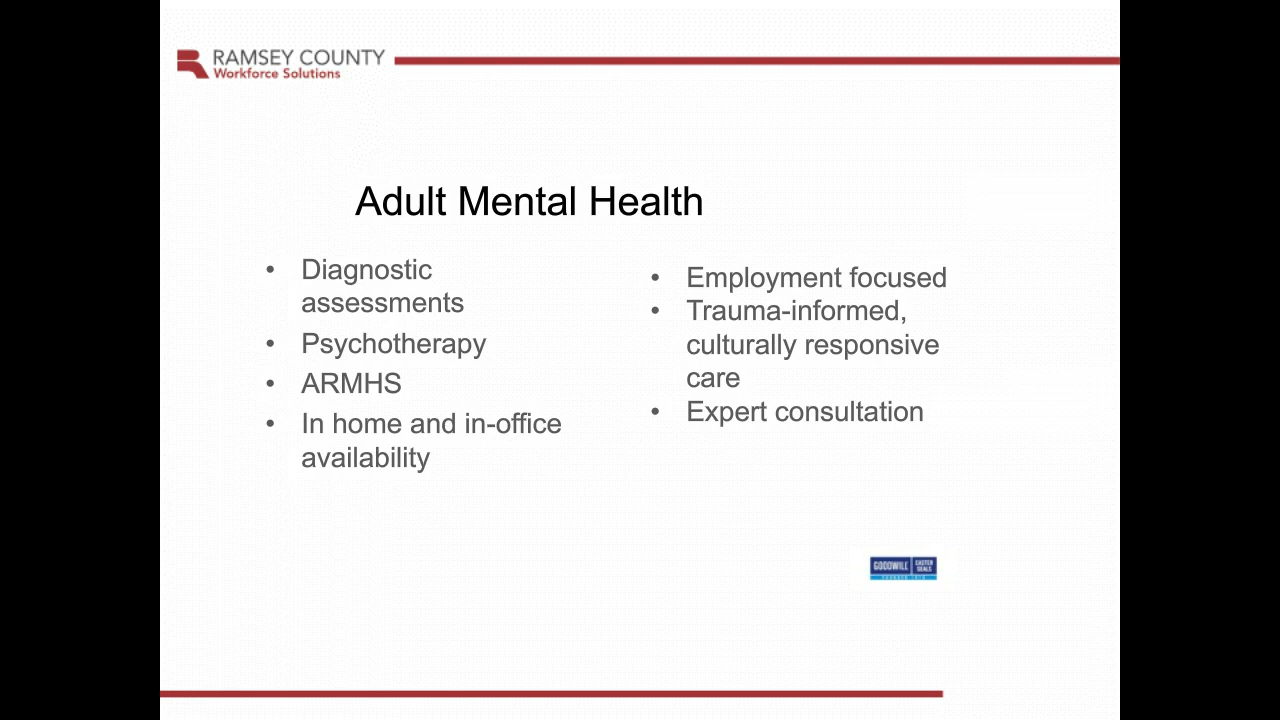 RAMSEY COUNTY
Workforce Solutions
Adult Mental Health
• Diagnostic
assessments
• Psychotherapy
• ARMHS
• In home and in-office
availability
• Employment focused
• Trauma-informed,
culturally responsive
care
• Expert consultation
GOODWILL
EASTER
SEALS